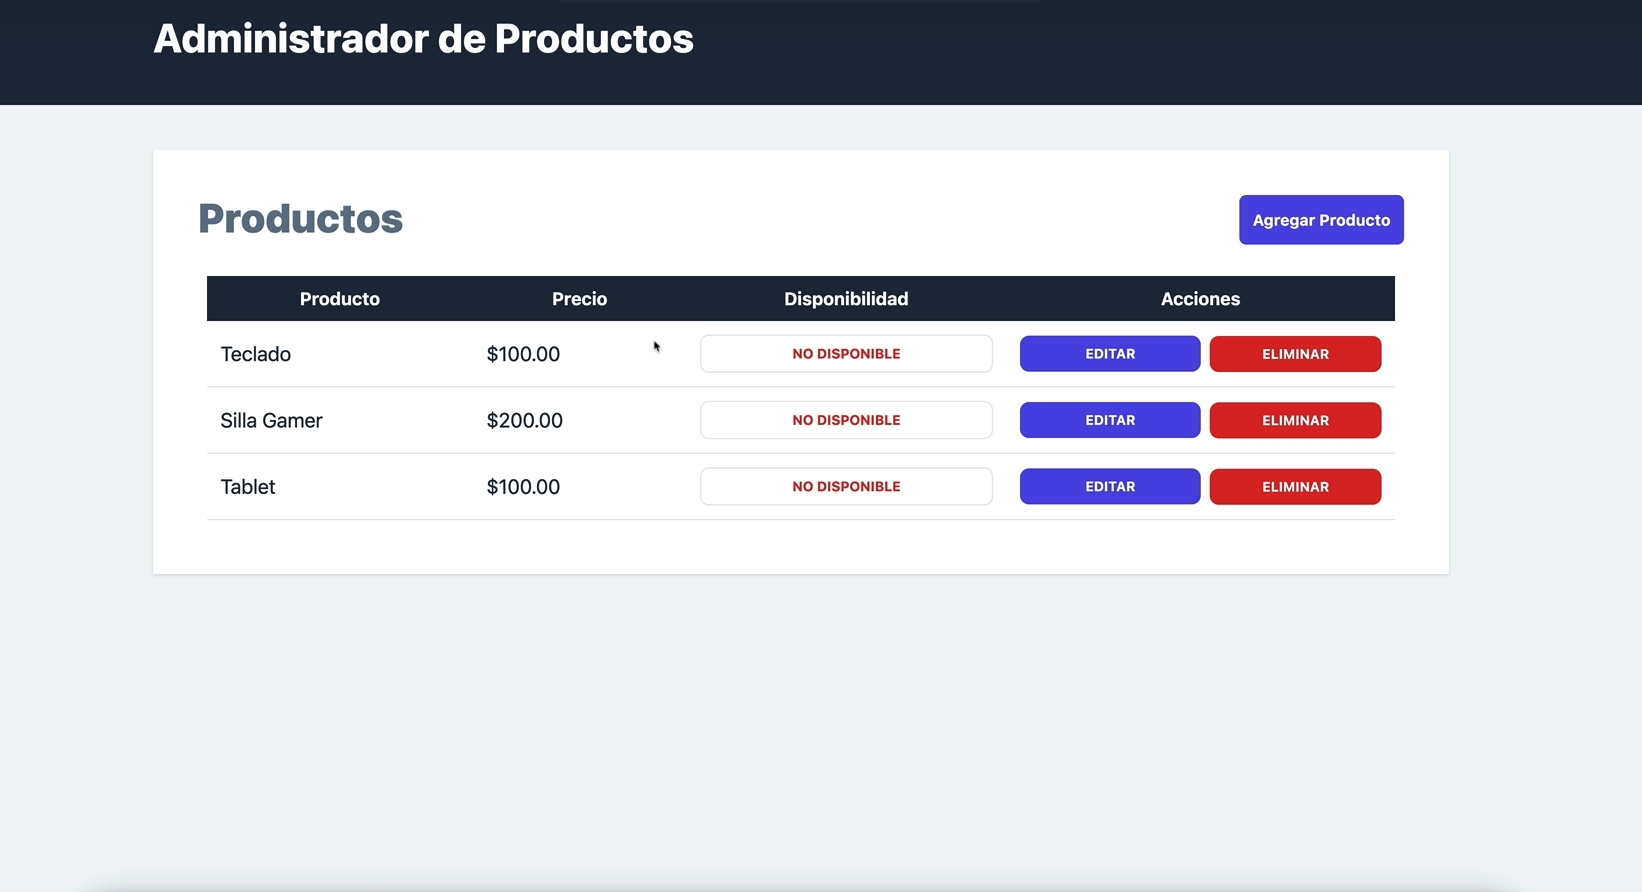 Administrador de Productos
Productos
Agregar Producto
Producto Precio Disponibilidad Acciones
Teclado $100.00 NO DISPONIBLE EDITAR ELIMINAR
Silla Gamer $200.00 NO DISPONIBLE EDITAR ELIMINAR
Tablet $100.00 NO DISPONIBLE EDITAR ELIMINAR